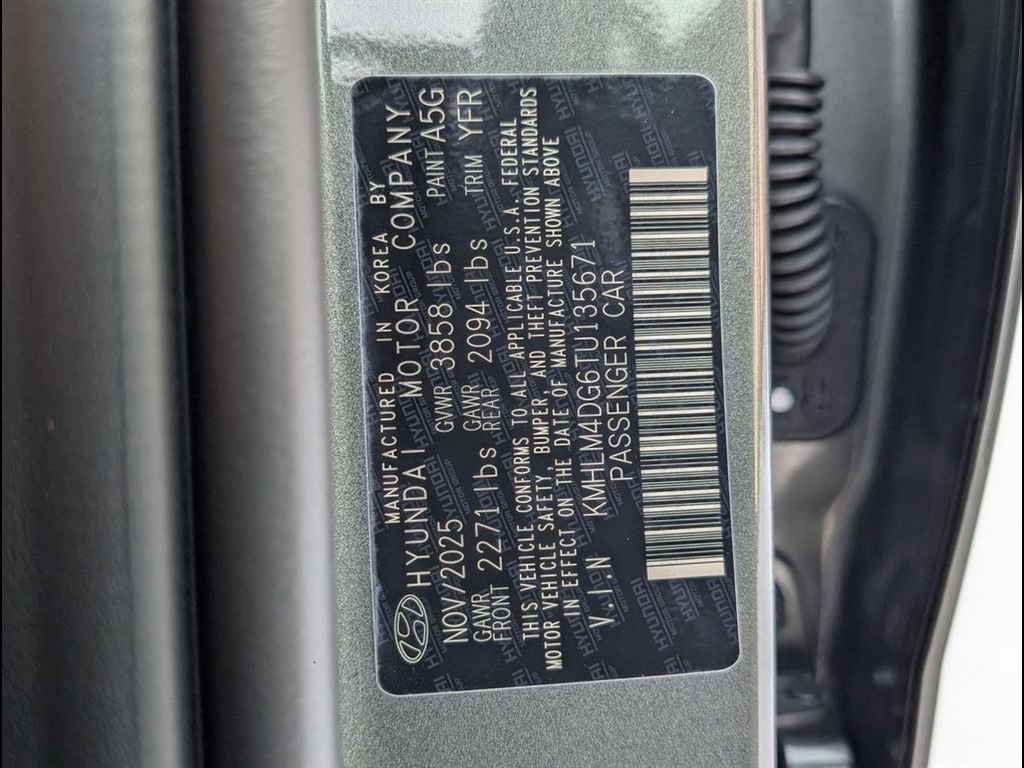 MANUFACTURED IN KOREA BY
HYUNDAI MOTOR COMPANY
NOV/2025 GVWR 3858 lbs PAINT A5G
GAWR FRONT 2271 lbs GAWR REAR 2094 lbs TRIM YFR
THIS VEHICLE CONFORMS TO ALL APPLICABLE U.S.A. FEDERAL
MOTOR VEHICLE SAFETY, BUMPER, AND THEFT PREVENTION STANDARDS
IN EFFECT ON THE DATE OF MANUFACTURE SHOWN ABOVE
V.I.N KMHLM4DG6TU135671
PASSENGER CAR